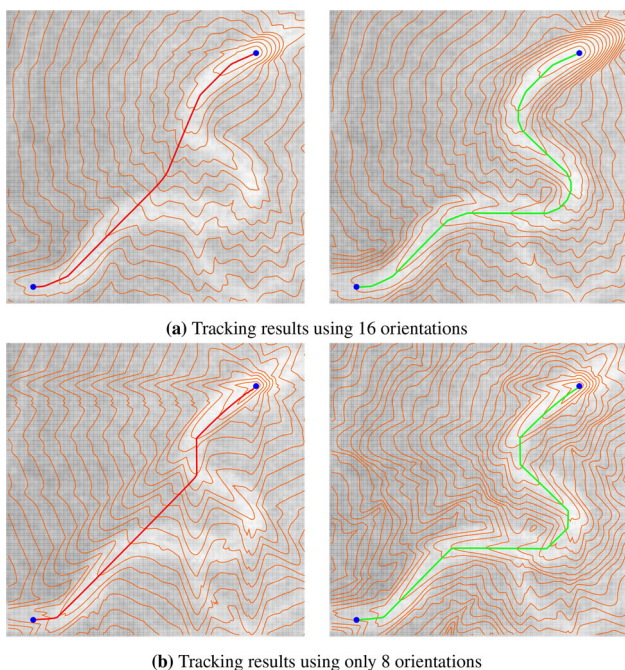 (a) Tracking results using 16 orientations
(b) Tracking results using only 8 orientations